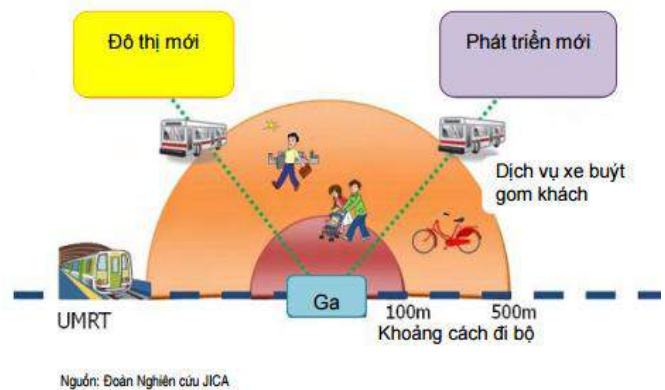 Đô thị mới
Phát triển mới
Dịch vụ xe buýt
gom khách
Ga
UMRT
100m
500m
Khoảng cách đi bộ
Nguồn: Đoàn Nghiên cứu JICA